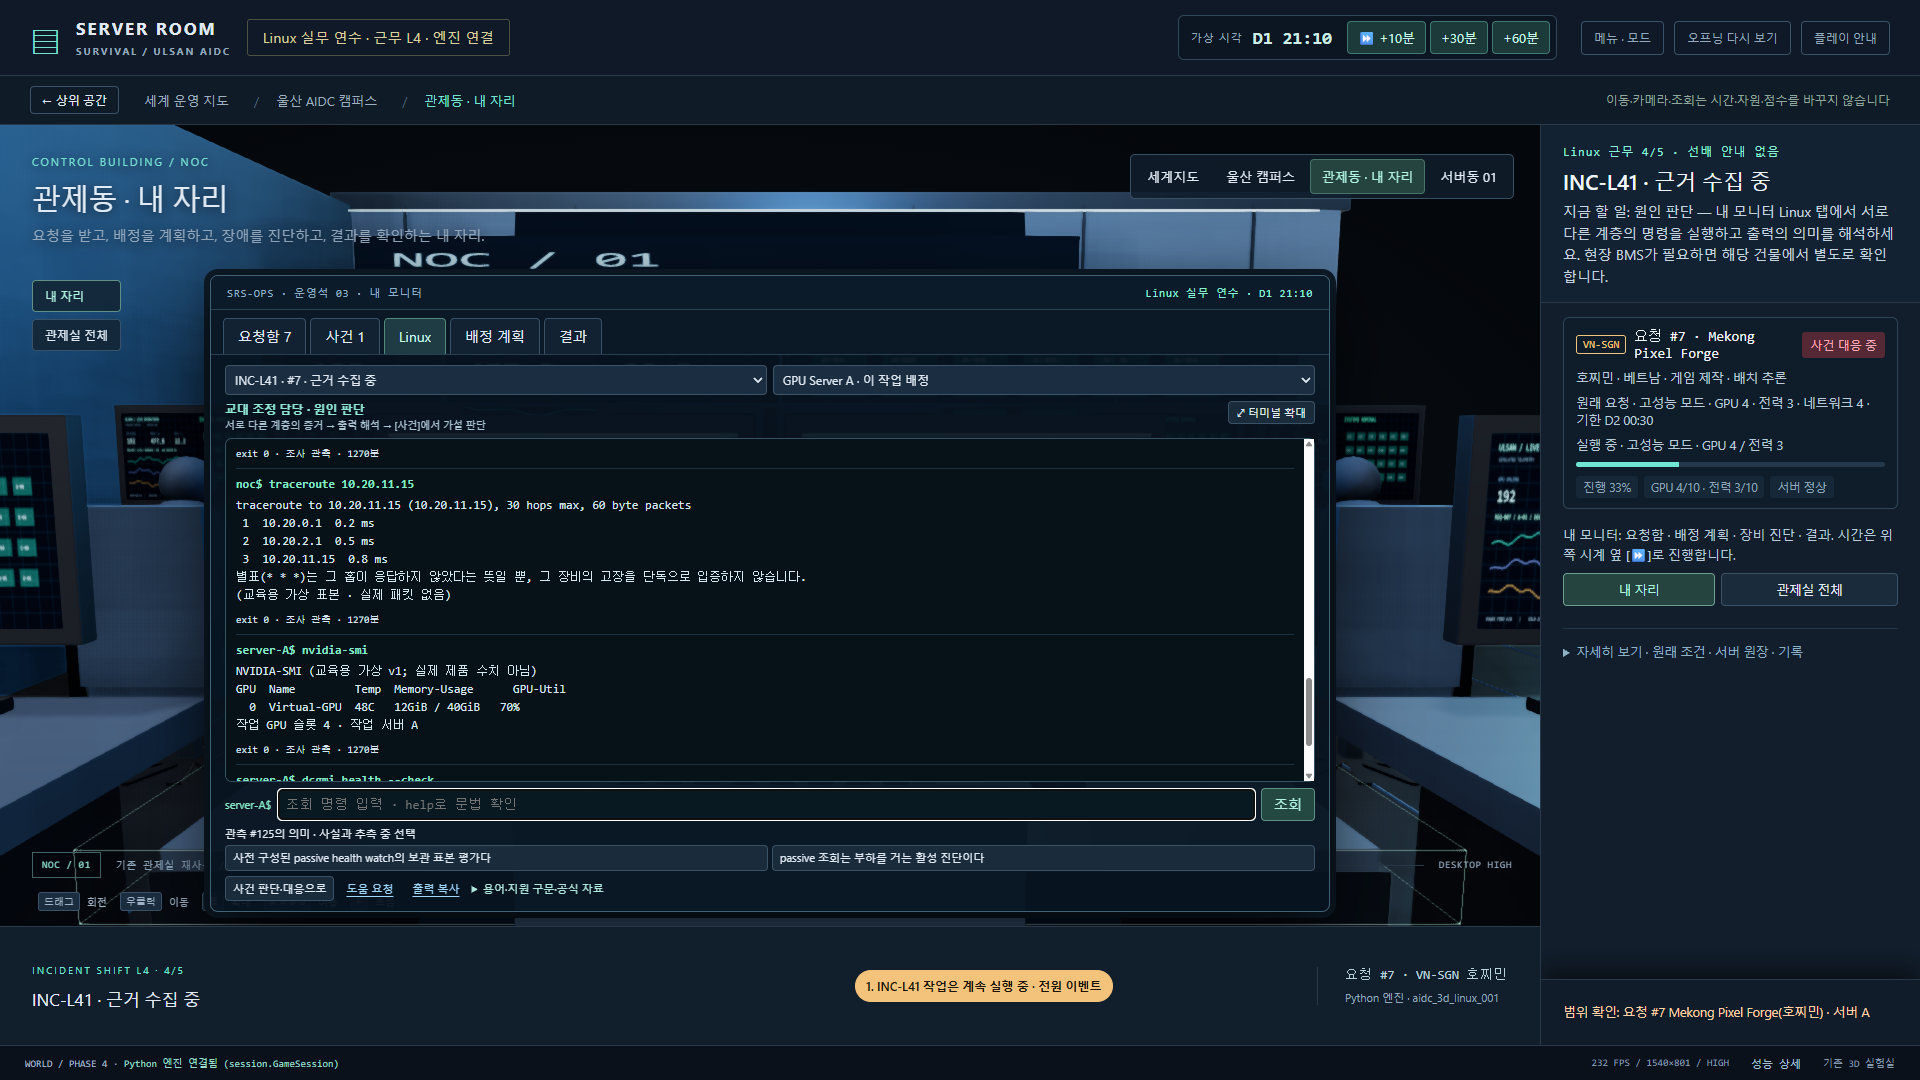 SERVER ROOM
SURVIVAL / ULSAN AIDC
Linux 실무 연수 · 근무 L4 · 엔진 연결
가상 시각 D1 21:10
⏩ +10분
+30분
+60분
메뉴 · 모드
오프닝 다시 보기
플레이 안내
← 상위 공간
세계 운영 지도 / 울산 AIDC 캠퍼스 / 관제동 · 내 자리
이동·카메라·조회는 시간·자원·점수를 바꾸지 않습니다
CONTROL BUILDING / NOC
관제동 · 내 자리
요청을 받고, 배정을 계획하고, 장애를 진단하고, 결과를 확인하는 내 자리.
내 자리
관제실 전체
세계지도
울산 캠퍼스
관제동 · 내 자리
서버동 01
NOC / 01
SRS-OPS · 운영석 03 · 내 모니터
Linux 실무 연수 · D1 21:10
요청함 7
사건 1
Linux
배정 계획
결과
INC-L41 · #7 · 근거 수집 중
GPU Server A · 이 작업 배정
교대 조정 담당 · 원인 판단
서로 다른 계층의 증거 → 출력 해석 → [사건]에서 가설 판단
⤢ 터미널 확대
exit 0 · 조사 관측 · 1270분
noc$ traceroute 10.20.11.15
traceroute to 10.20.11.15 (10.20.11.15), 30 hops max, 60 byte packets
1 10.20.0.1 0.2 ms
2 10.20.2.1 0.5 ms
3 10.20.11.15 0.8 ms
별표(* * *)는 그 홉이 응답하지 않았다는 뜻일 뿐, 그 장비의 고장을 단독으로 입증하지 않습니다.
(교육용 가상 표본 · 실제 패킷 없음)
exit 0 · 조사 관측 · 1270분
server-A$ nvidia-smi
NVIDIA-SMI (교육용 가상 v1; 실제 제품 수치 아님)
GPU Name Temp Memory-Usage GPU-Util
0 Virtual-GPU 48C 12GiB / 40GiB 70%
작업 GPU 슬롯 4 · 작업 서버 A
exit 0 · 조사 관측 · 1270분
server-A$ dcgmi health --check
server-A$ 조회 명령 입력 · help로 문법 확인
조회
관측 #125의 의미 · 사실과 추측 중 선택
사전 구성된 passive health watch의 보관 표본 평가다
passive 조회는 부하를 거는 활성 진단이다
사건 판단·대응으로
도움 요청
출력 복사
▶ 용어·지원 구문·공식 자료
NOC / 01
기존 관제실 재사
드래그 회전 우클릭 이동
DESKTOP HIGH
ULSAN / LIVE
192
Linux 근무 4/5 · 선배 안내 없음
INC-L41 · 근거 수집 중
지금 할 일: 원인 판단 — 내 모니터 Linux 탭에서 서로
다른 계층의 명령을 실행하고 출력의 의미를 해석하세
요. 현장 BMS가 필요하면 해당 건물에서 별도로 확인
합니다.
VN-SGN
요청 #7 · Mekong
Pixel Forge
사건 대응 중
호찌민 · 베트남 · 게임 제작 · 배치 추론
원래 요청 · 고성능 모드 · GPU 4 · 전력 3 · 네트워크 4 ·
기한 D2 00:30
실행 중 · 고성능 모드 · GPU 4 / 전력 3
진행 33%
GPU 4/10 · 전력 3/10
서버 정상
내 모니터: 요청함 · 배정 계획 · 장비 진단 · 결과. 시간은 위
쪽 시계 옆 [⏩]로 진행합니다.
내 자리
관제실 전체
▶ 자세히 보기 · 원래 조건 · 서버 원장 · 기록
INCIDENT SHIFT L4 · 4/5
INC-L41 · 근거 수집 중
1. INC-L41 작업은 계속 실행 중 · 전원 이벤트
요청 #7 · VN-SGN 호찌민
Python 엔진 · aidc_3d_linux_001
범위 확인: 요청 #7 Mekong Pixel Forge(호찌민) · 서버 A
WORLD / PHASE 4 · Python 엔진 연결됨 (session.GameSession)
232 FPS / 1540×801 / HIGH
성능 상세
기존 3D 실험실